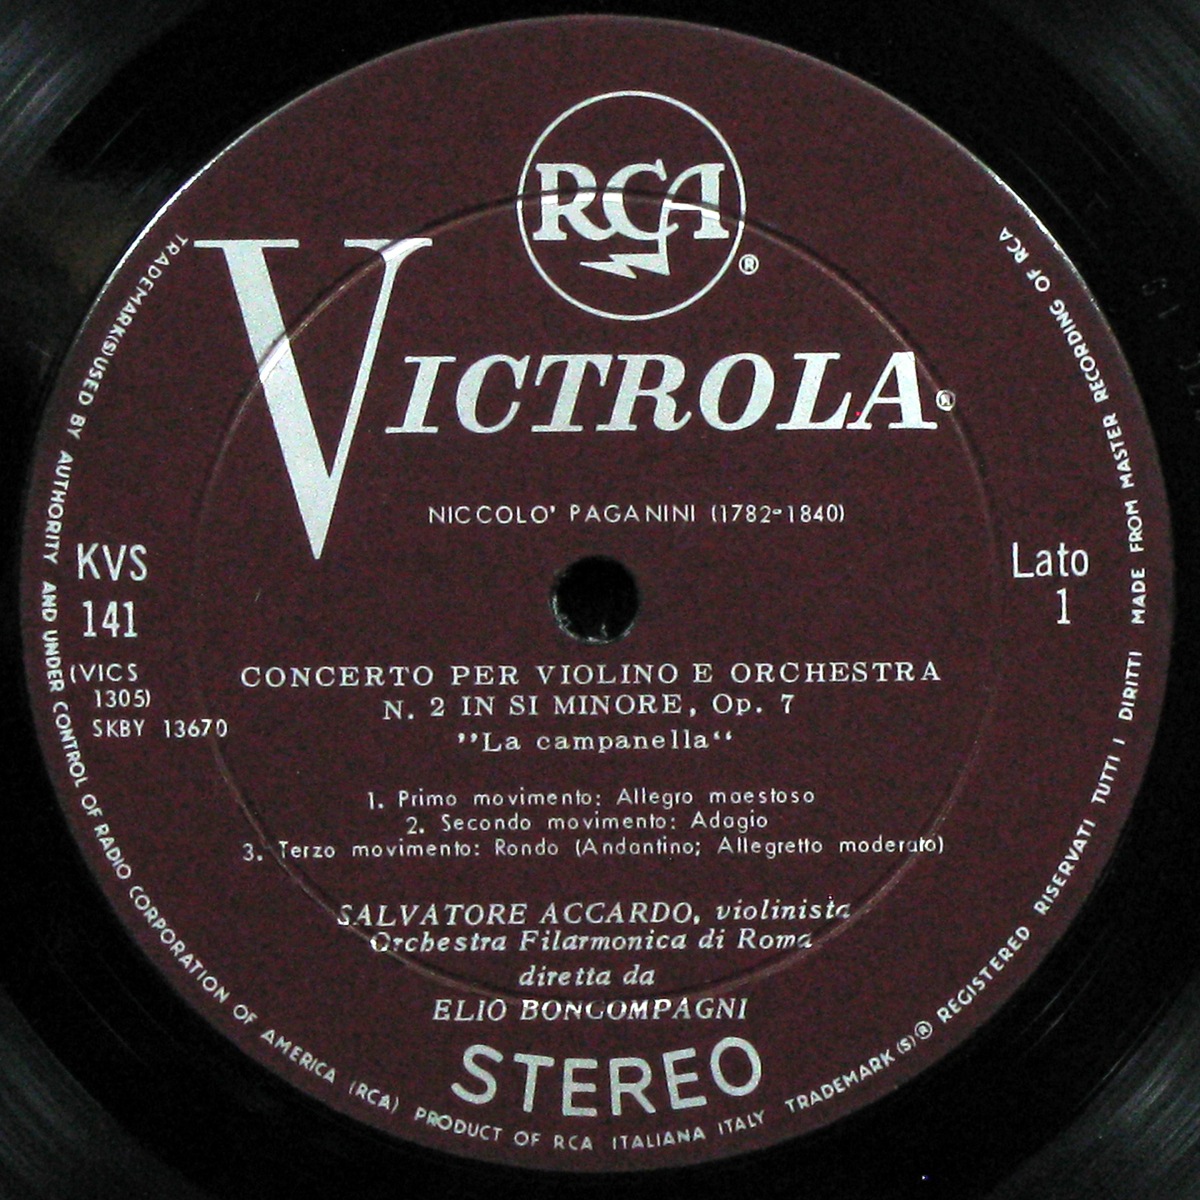 RCA
®
VICTROLA®
NICCOLO' PAGANINI (1782-1840)
KVS
141
(VICS
1305)
SKBY 13670
Lato
1
CONCERTO PER VIOLINO E ORCHESTRA
N. 2 IN SI MINORE, Op. 7
"La campanella“
1. Primo movimento: Allegro maestoso
2. Secondo movimento: Adagio
3. Terzo movimento: Rondo (Andantino; Allegretto moderato)
SALVATORE ACCARDO, violinista
Orchestra Filarmonica di Roma
diretta da
ELIO BONCOMPAGNI
STEREO
TRADEMARK(S) USED BY AUTHORITY AND UNDER CONTROL OF RADIO CORPORATION OF AMERICA (RCA) PRODUCT OF RCA ITALIANA ITALY TRADEMARK(S)® REGISTERED RISERVATI TUTTI I DIRITTI MADE FROM MASTER RECORDING OF RCA